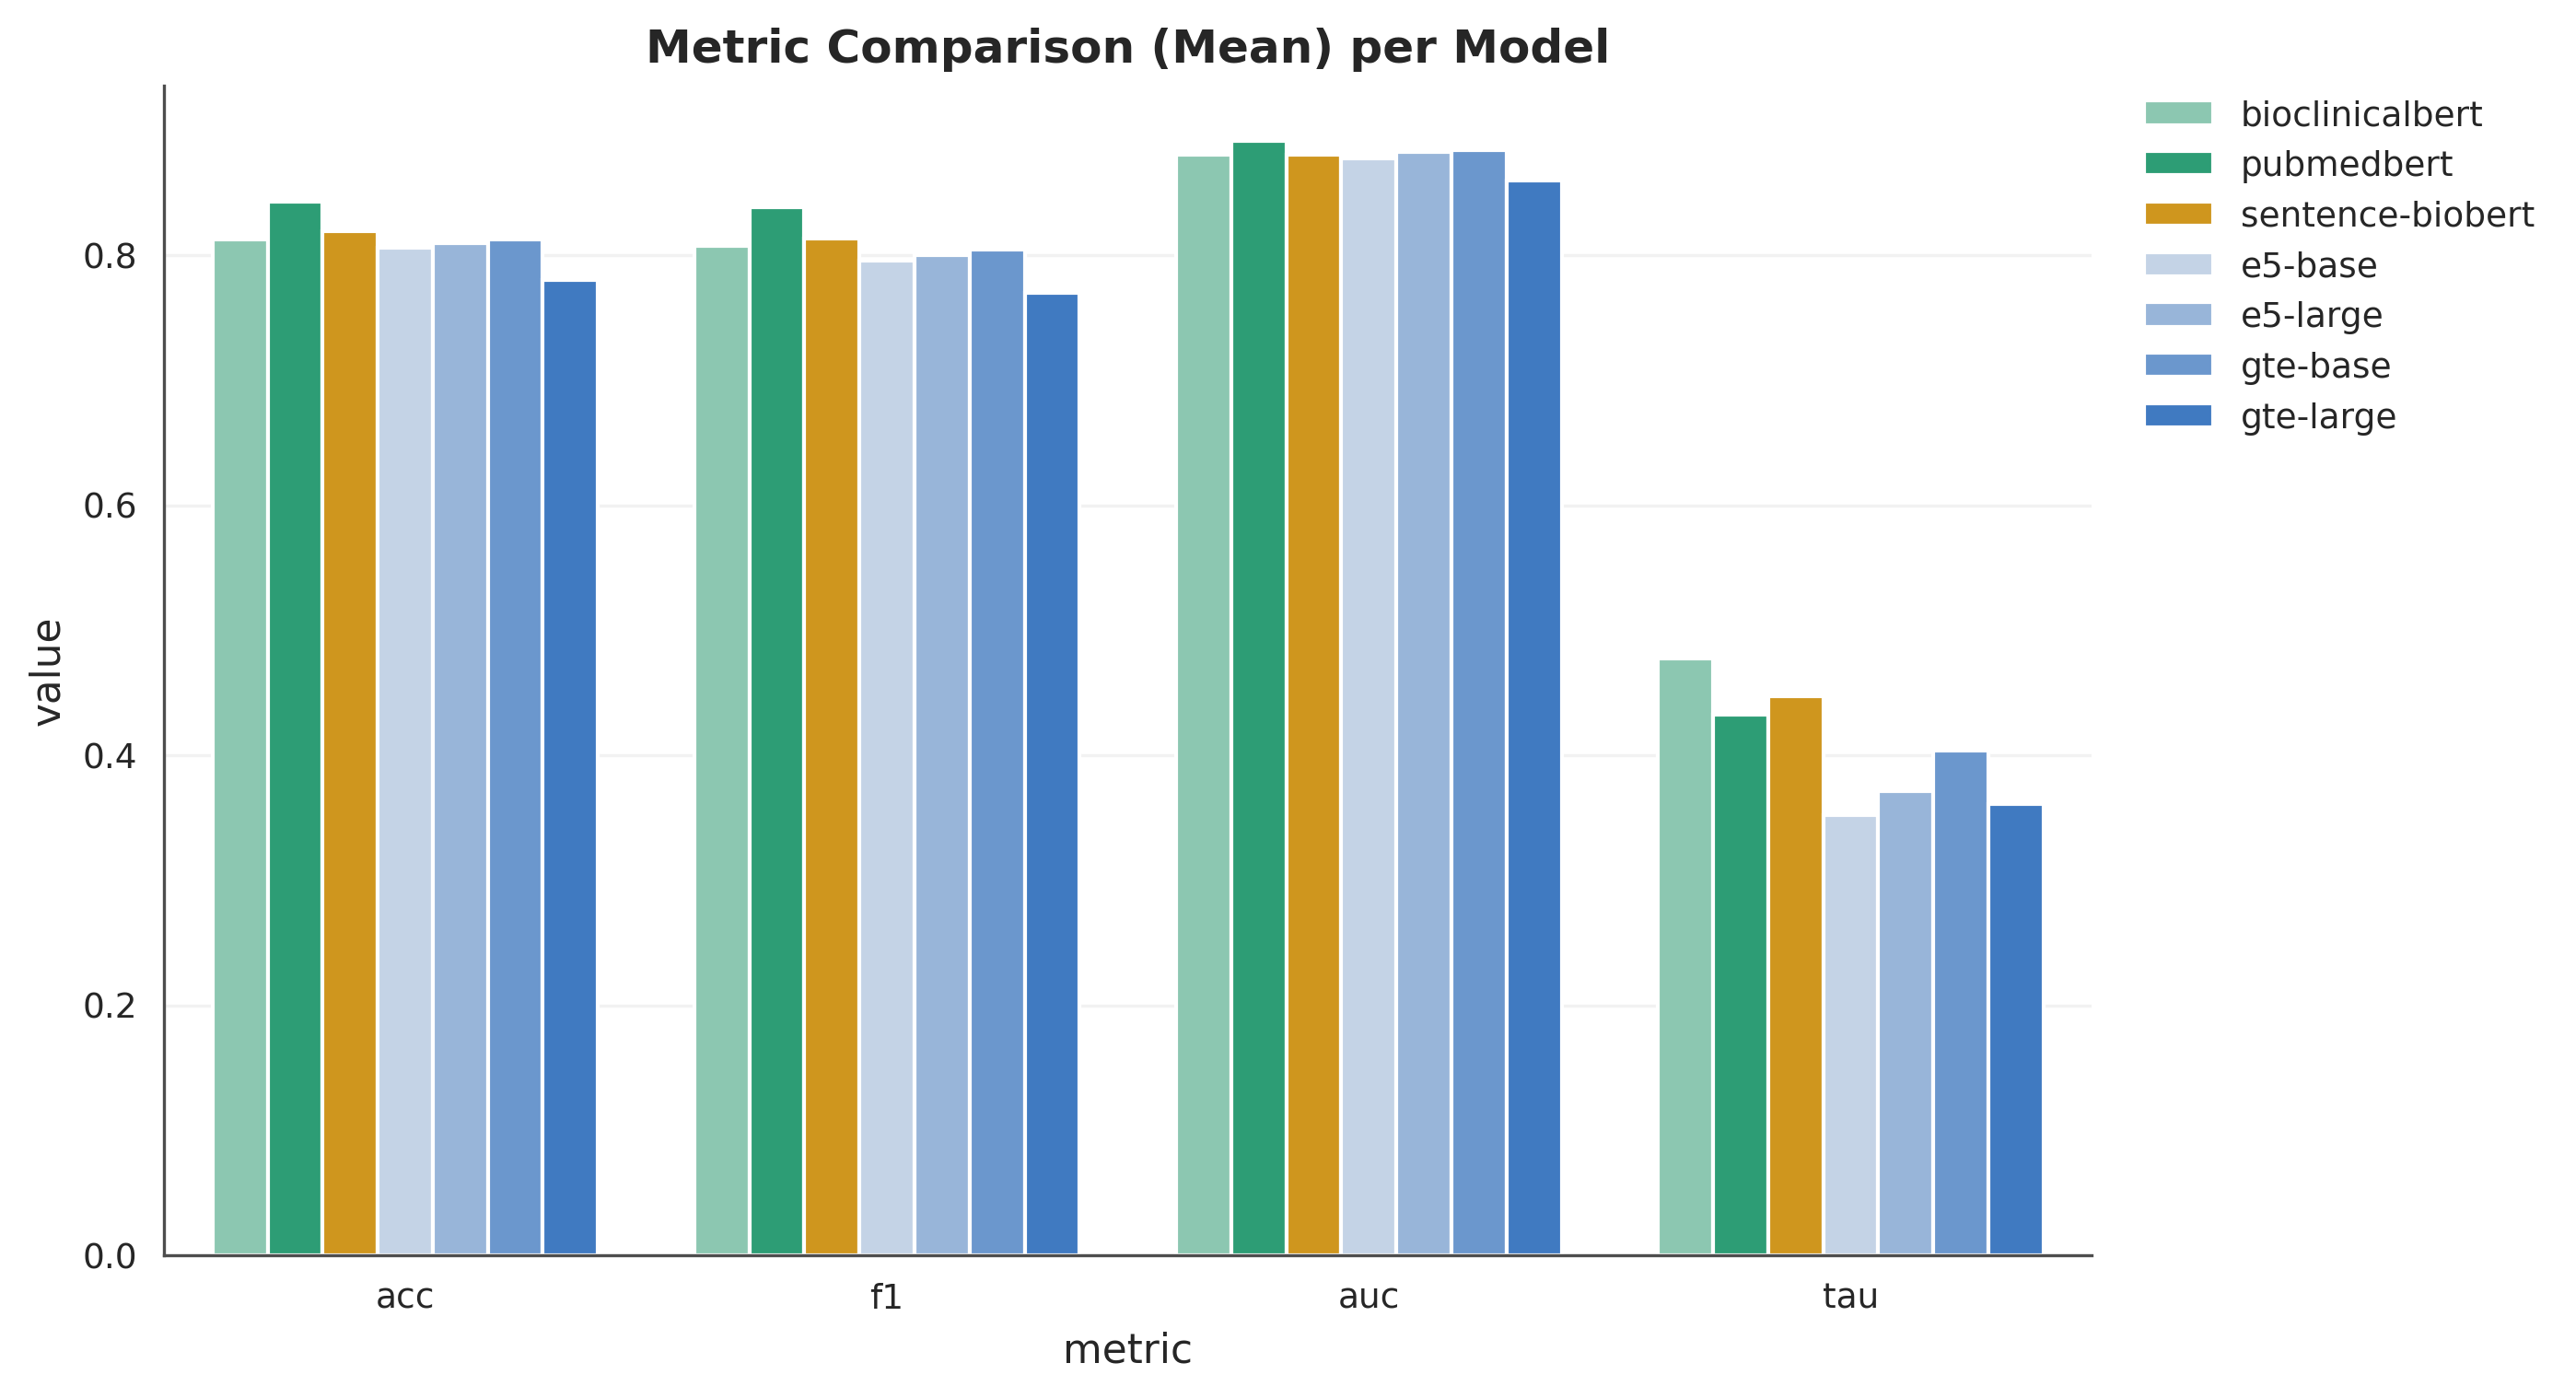 Metric Comparison (Mean) per Model
bioclinicalbert
pubmedbert
sentence-biobert
e5-base
e5-large
gte-base
gte-large
value
0.8
0.6
0.4
0.2
0.0
acc f1 auc tau
metric